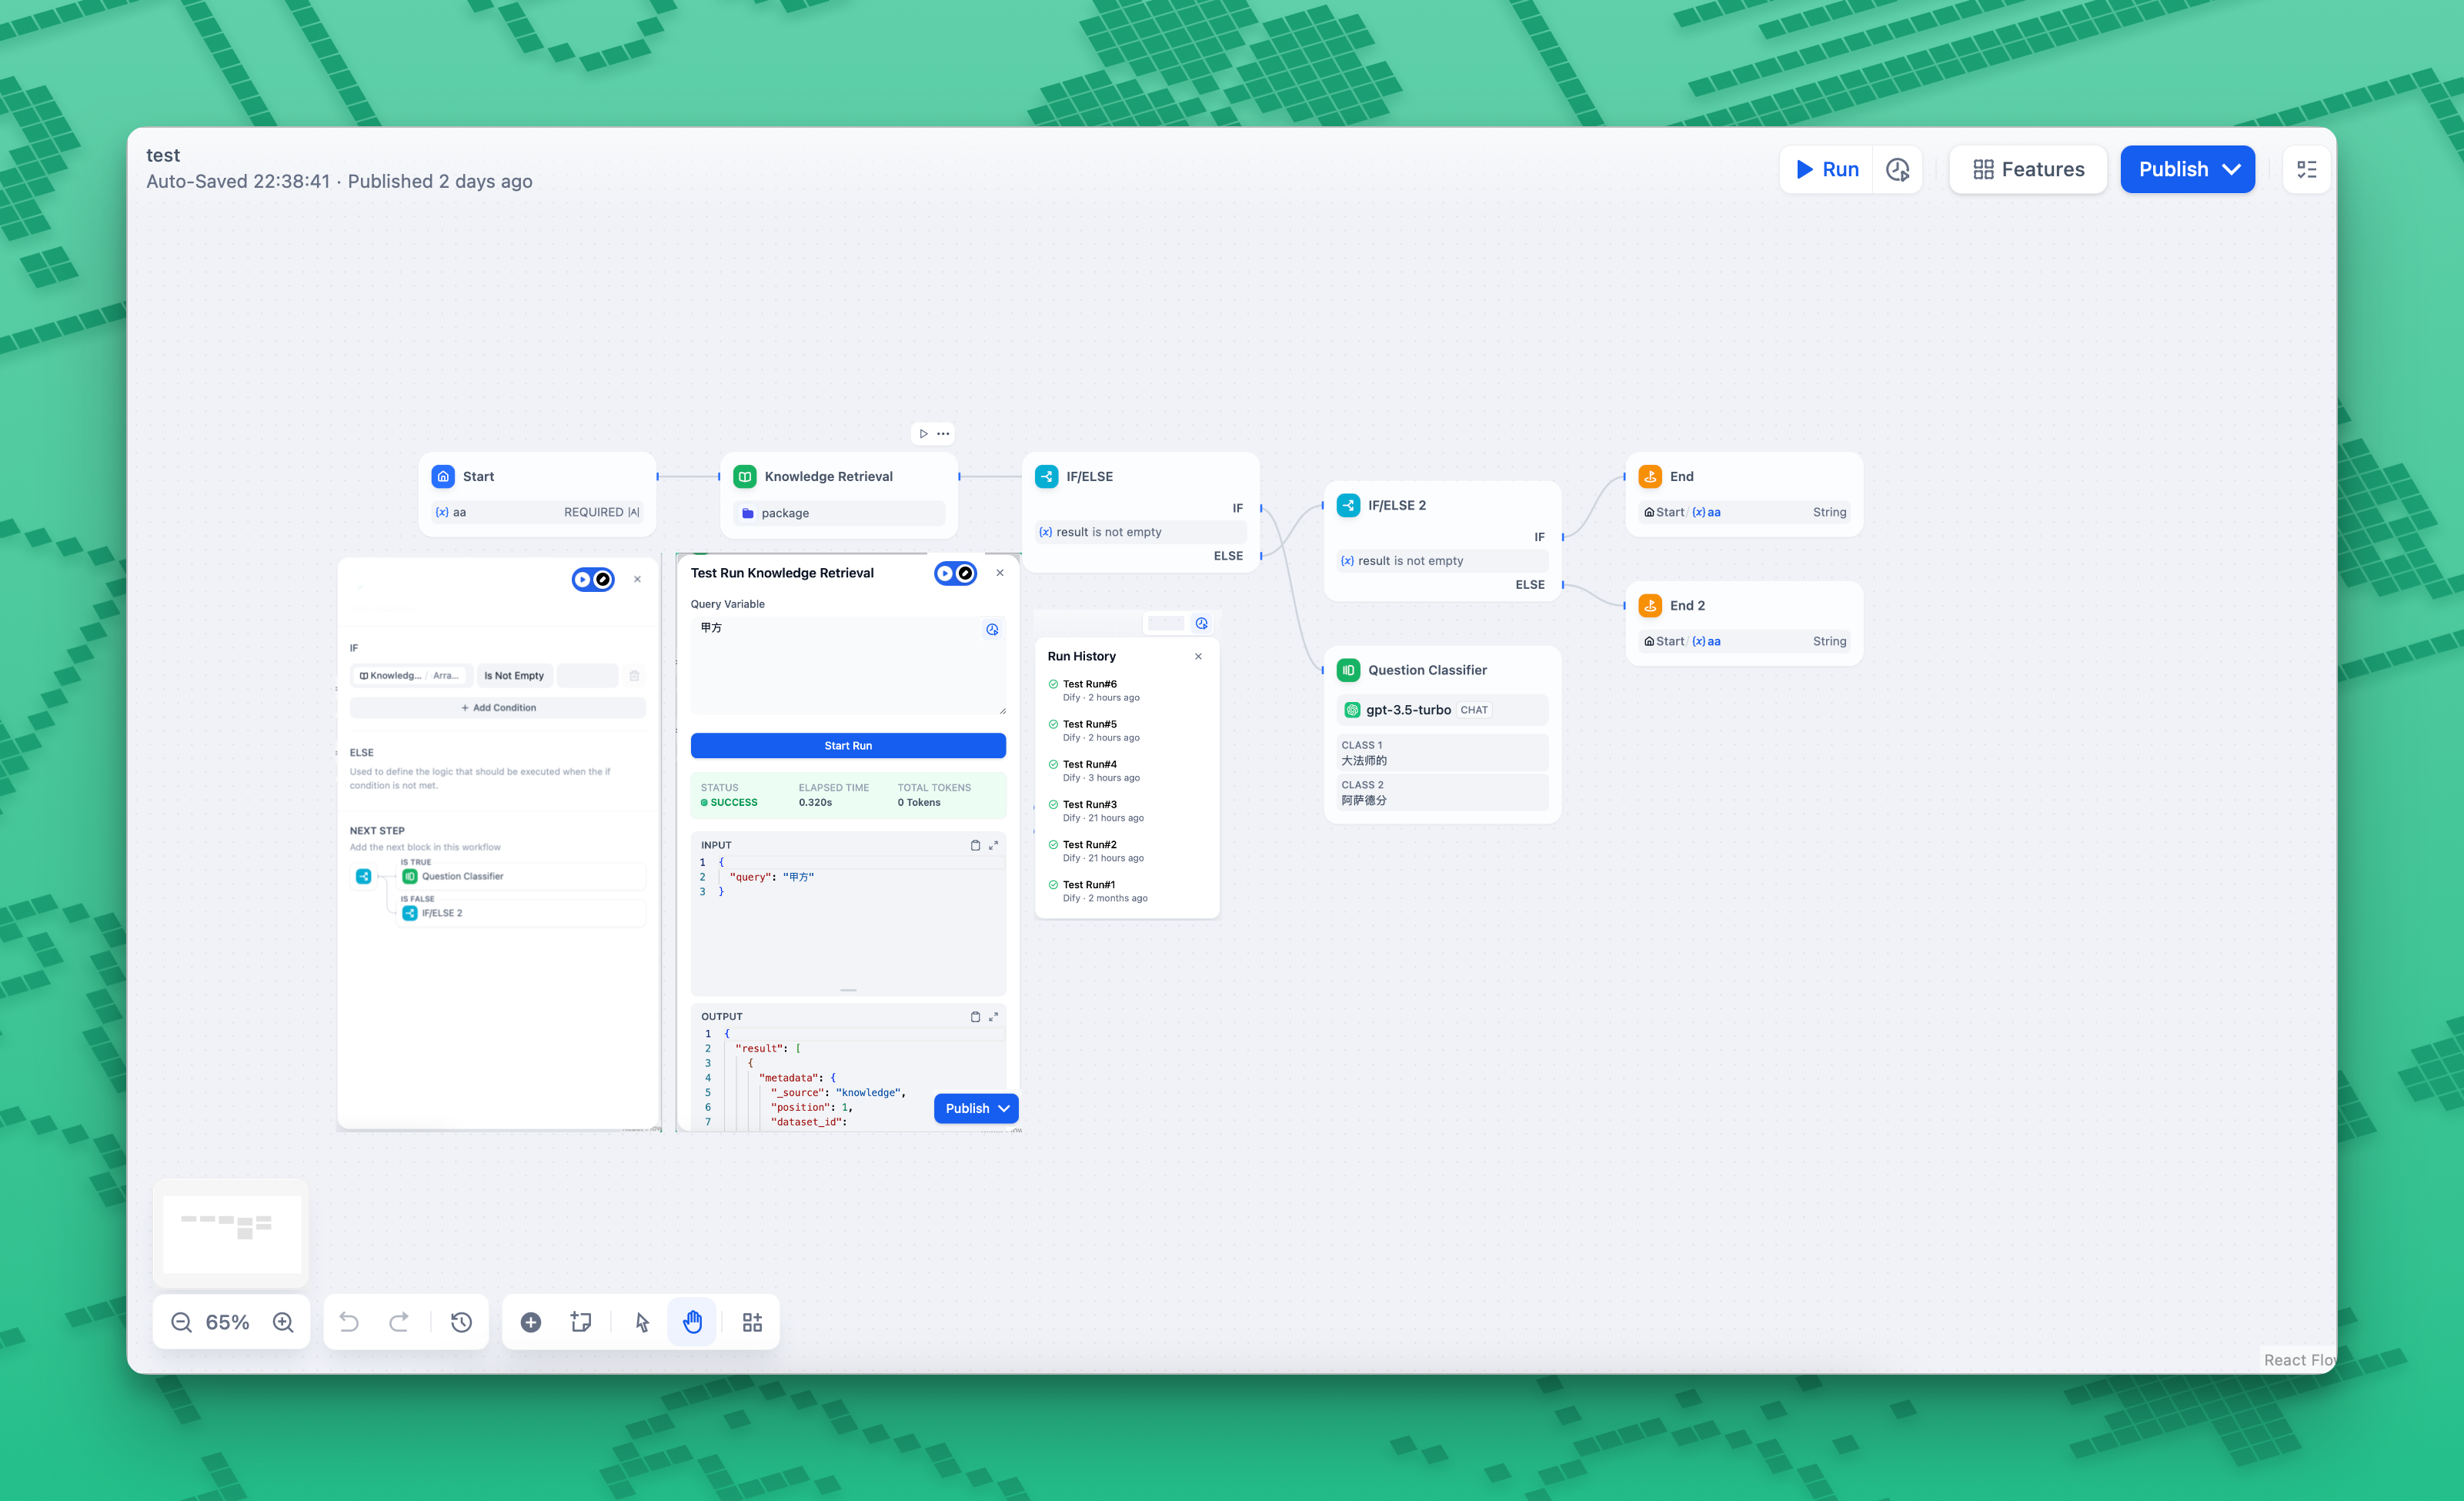 test
Auto-Saved 22:38:41 · Published 2 days ago
Run
Features
Publish
Start
{x} aa REQUIRED |A|
Knowledge Retrieval
package
IF/ELSE
IF
{x} result is not empty
ELSE
IF/ELSE 2
IF
{x} result is not empty
ELSE
End
Start / {x} aa String
End 2
Start / {x} aa String
Question Classifier
gpt-3.5-turbo CHAT
CLASS 1
大法师的
CLASS 2
阿萨德分
IF
Knowledg... / Arra... Is Not Empty
+ Add Condition
ELSE
Used to define the logic that should be executed when the if
condition is not met.
NEXT STEP
Add the next block in this workflow
IS TRUE
Question Classifier
IS FALSE
IF/ELSE 2
Test Run Knowledge Retrieval
Query Variable
甲方
Start Run
STATUS ELAPSED TIME TOTAL TOKENS
SUCCESS 0.320s 0 Tokens
INPUT
1 {
2 "query": "甲方"
3 }
OUTPUT
1 {
2 "result": [
3 {
4 "metadata": {
5 "_source": "knowledge",
6 "position": 1,
7 "dataset_id":
Publish
Run History
Test Run#6
Dify · 2 hours ago
Test Run#5
Dify · 2 hours ago
Test Run#4
Dify · 3 hours ago
Test Run#3
Dify · 21 hours ago
Test Run#2
Dify · 21 hours ago
Test Run#1
Dify · 2 months ago
65%
React Flow